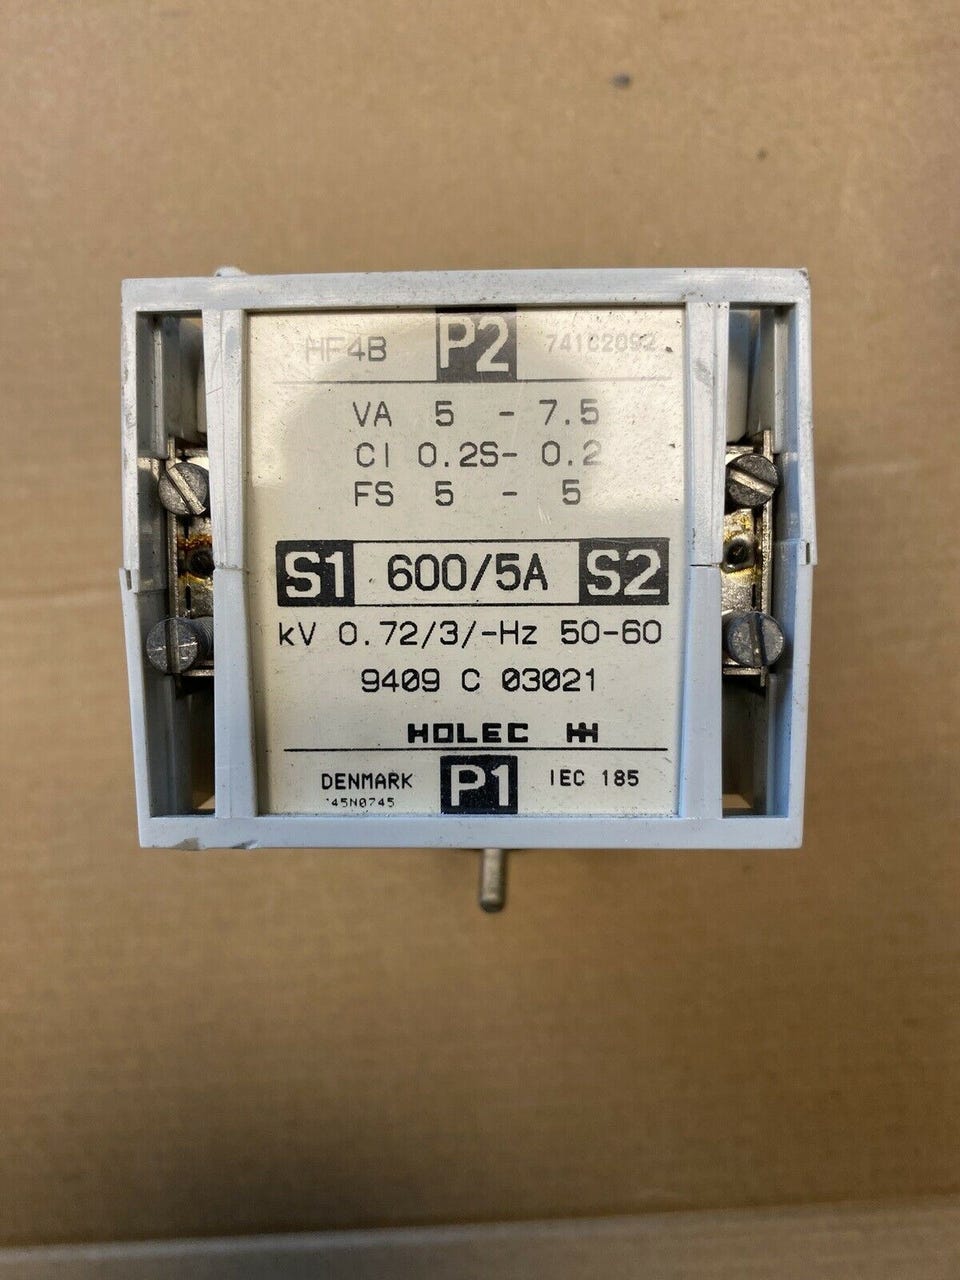 HF4B P2 741C2092
VA 5 - 7.5
Cl 0.2S- 0.2
FS 5 - 5
S1 600/5A S2
kV 0.72/3/-Hz 50-60
9409 C 03021
HOLEC
DENMARK P1 IEC 185
45N0745